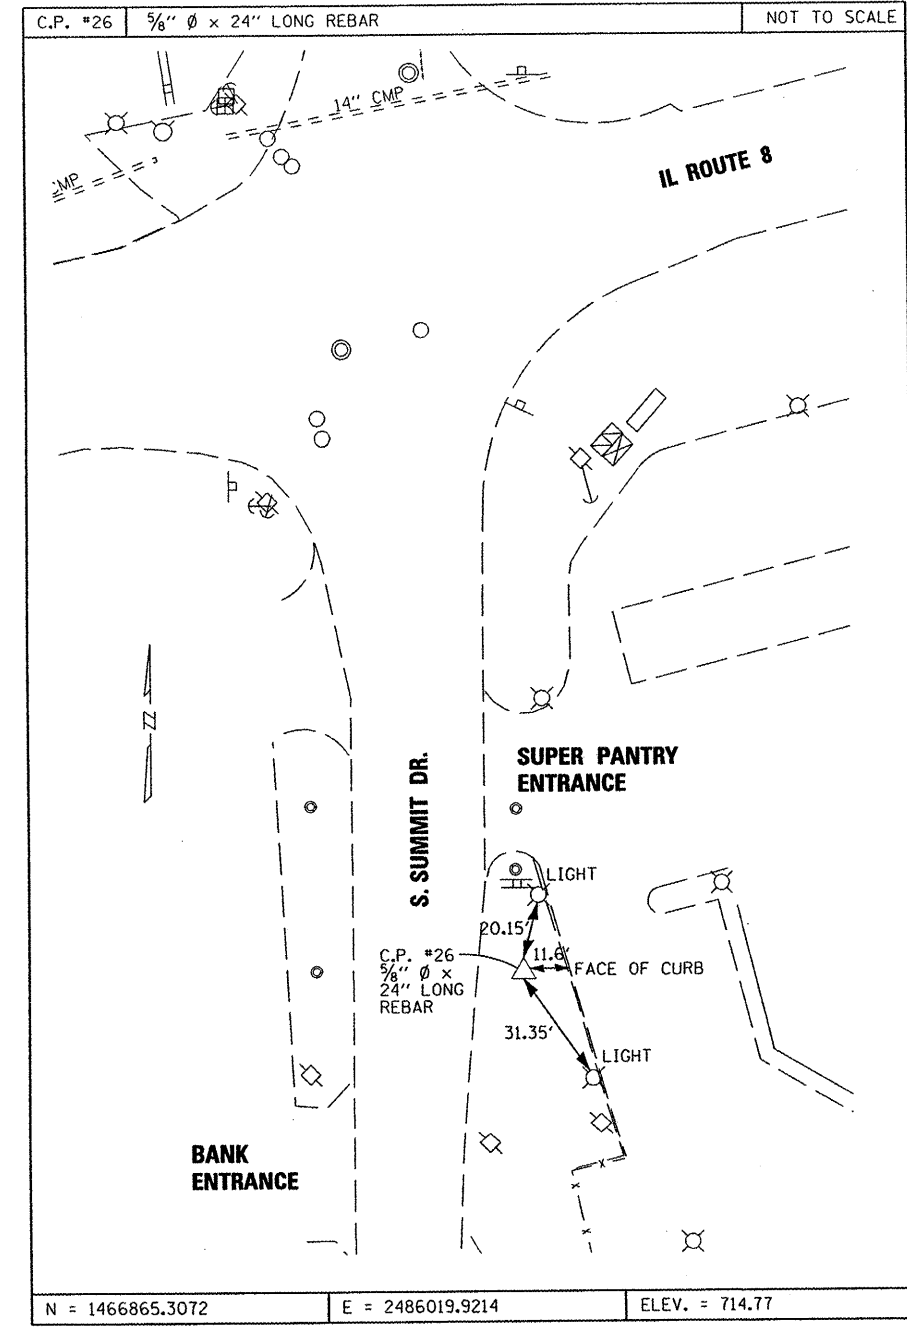 C.P. #26
5/8" Ø x 24" LONG REBAR
NOT TO SCALE
14" CMP
CMP
IL ROUTE 8
N
S. SUMMIT DR.
SUPER PANTRY
ENTRANCE
LIGHT
20.15'
11.6'
C.P. #26
5/8" Ø x
24" LONG
REBAR
FACE OF CURB
31.35'
LIGHT
BANK
ENTRANCE
N = 1466865.3072
E = 2486019.9214
ELEV. = 714.77